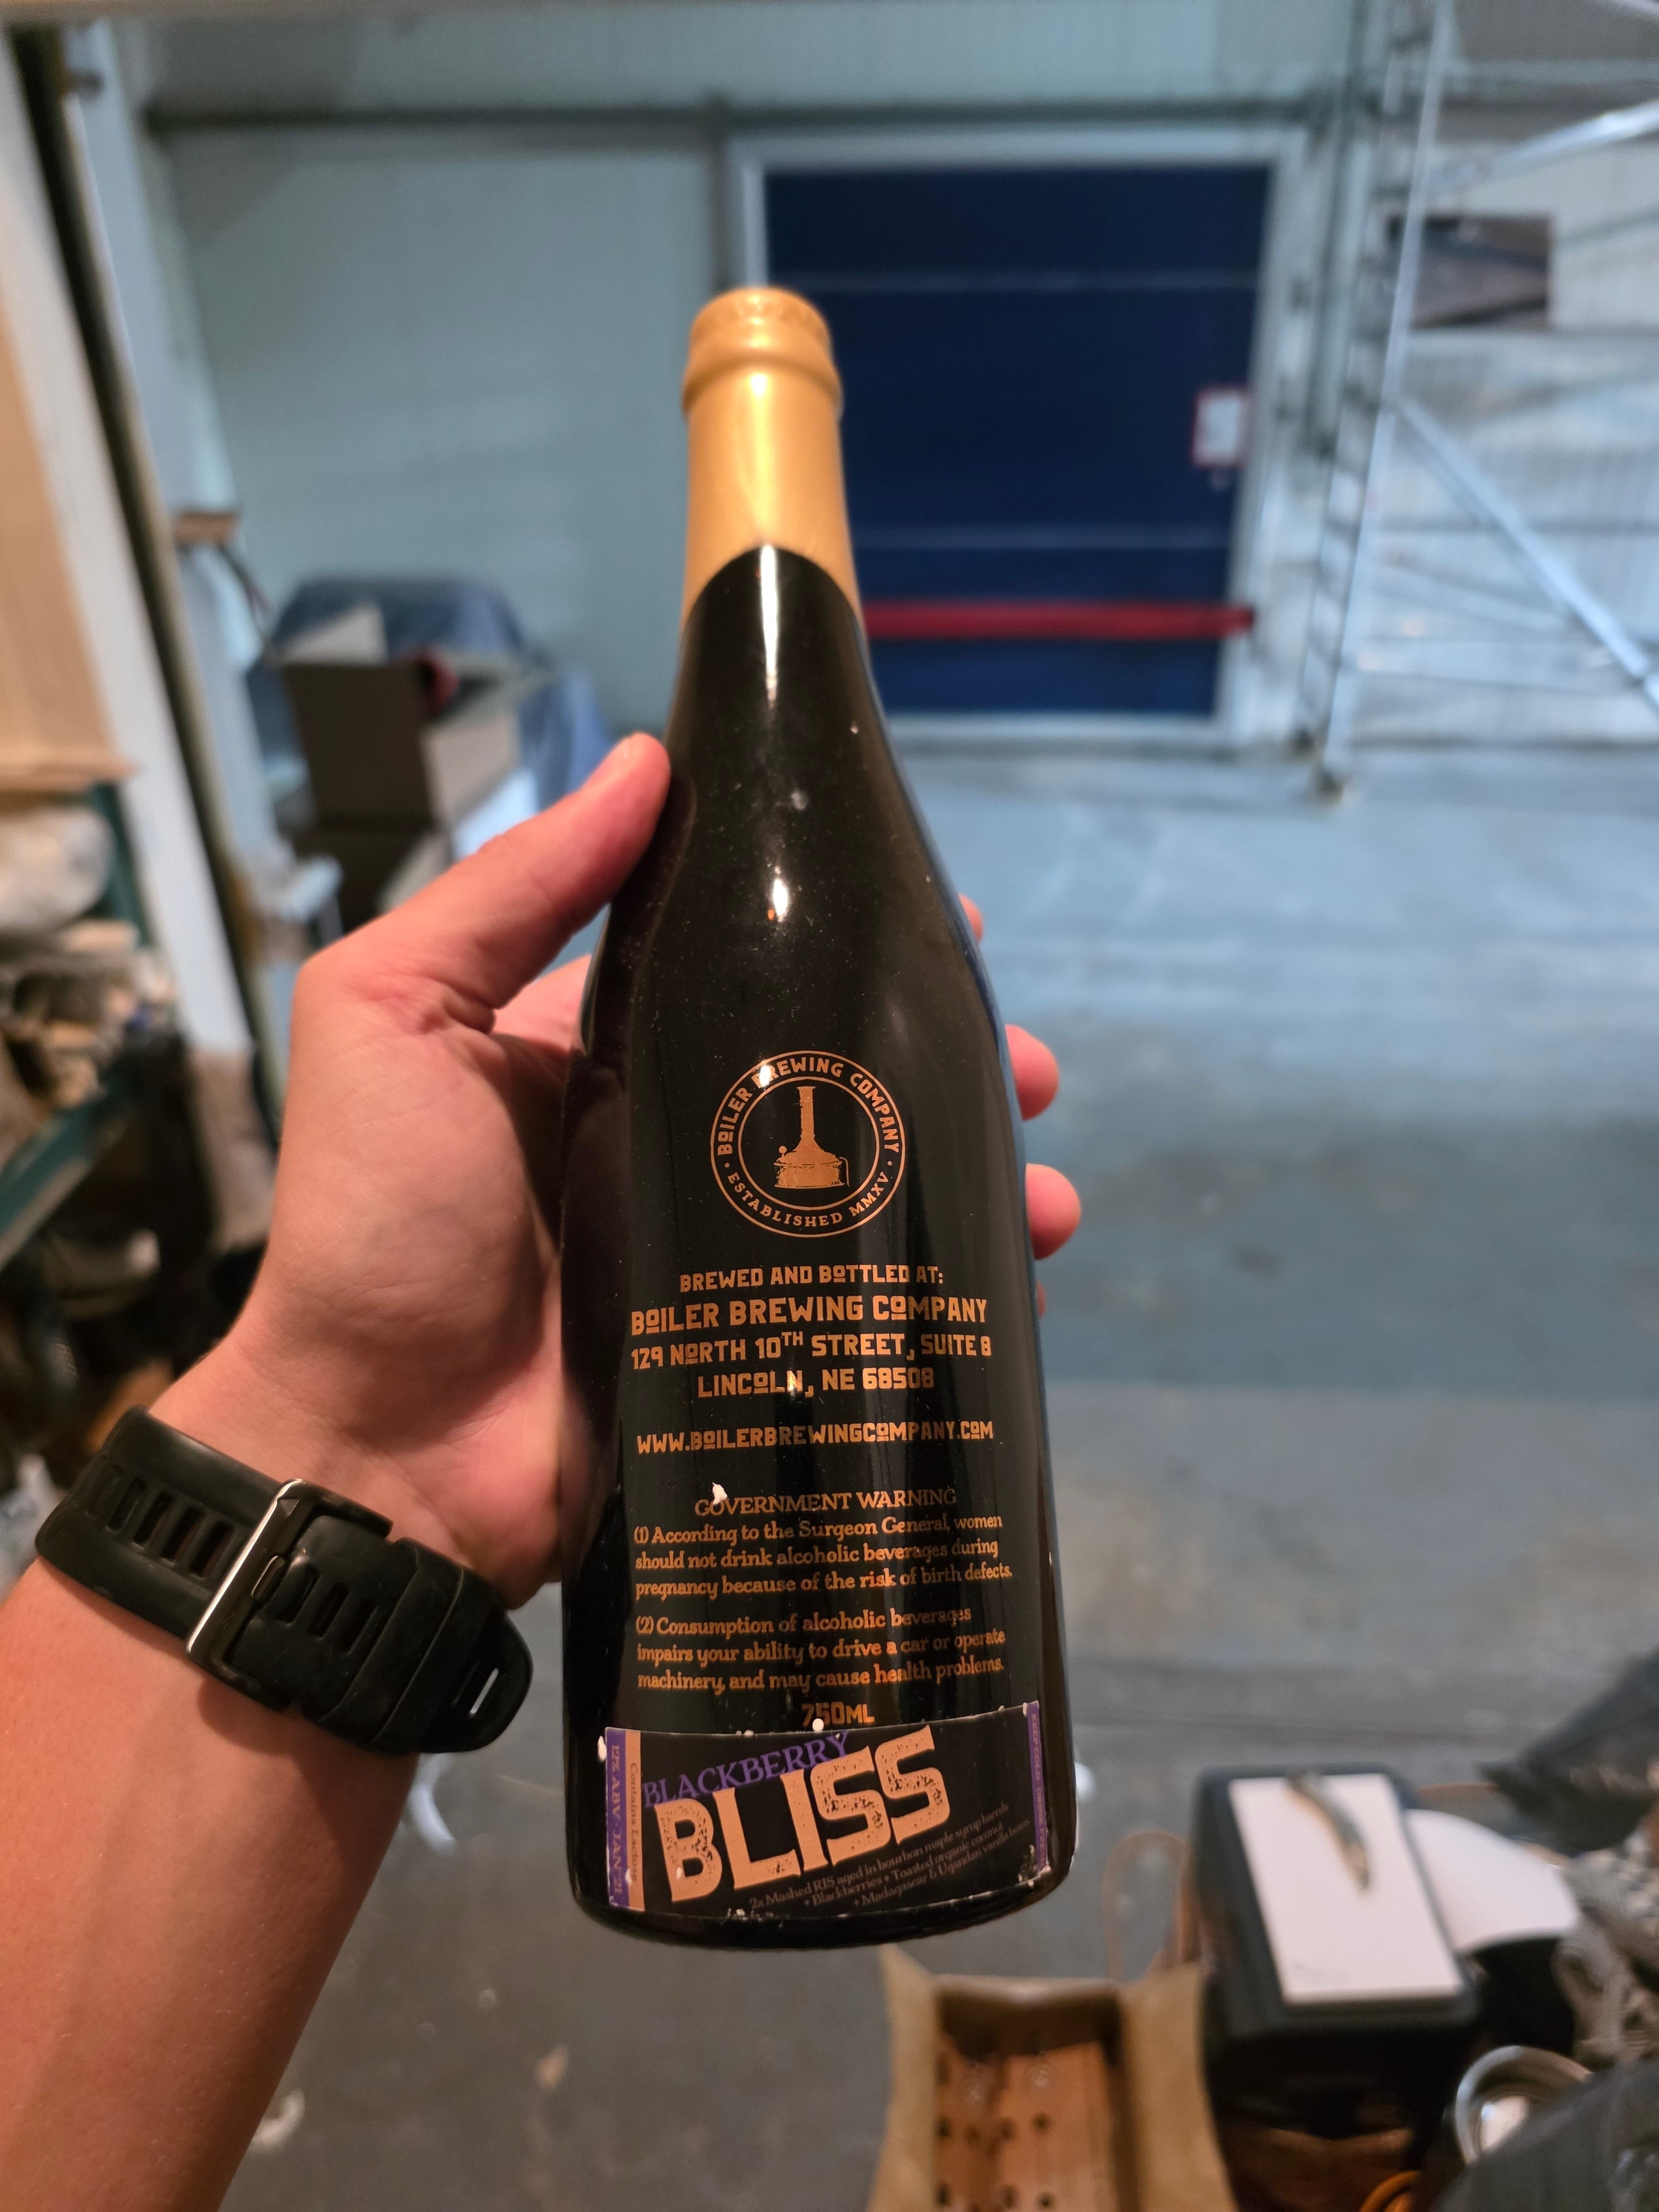 BOILER BREWING COMPANY
ESTABLISHED MMXV
BREWED AND BOTTLED AT:
BOILER BREWING COMPANY
129 NORTH 10TH STREET, SUITE 8
LINCOLN, NE 68508
WWW.BOILERBREWINGCOMPANY.COM
GOVERNMENT WARNING
(1) According to the Surgeon General, women
should not drink alcoholic beverages during
pregnancy because of the risk of birth defects.
(2) Consumption of alcoholic beverages
impairs your ability to drive a car or operate
machinery, and may cause health problems.
750ML
12% ABV · JAN '21
Contains Lactose
BLACKBERRY
BLISS
2x Mashed RIS aged in bourbon maple syrup barrels
+ Blackberries + Toasted organic coconut
+ Madagascar & Ugandan vanilla beans